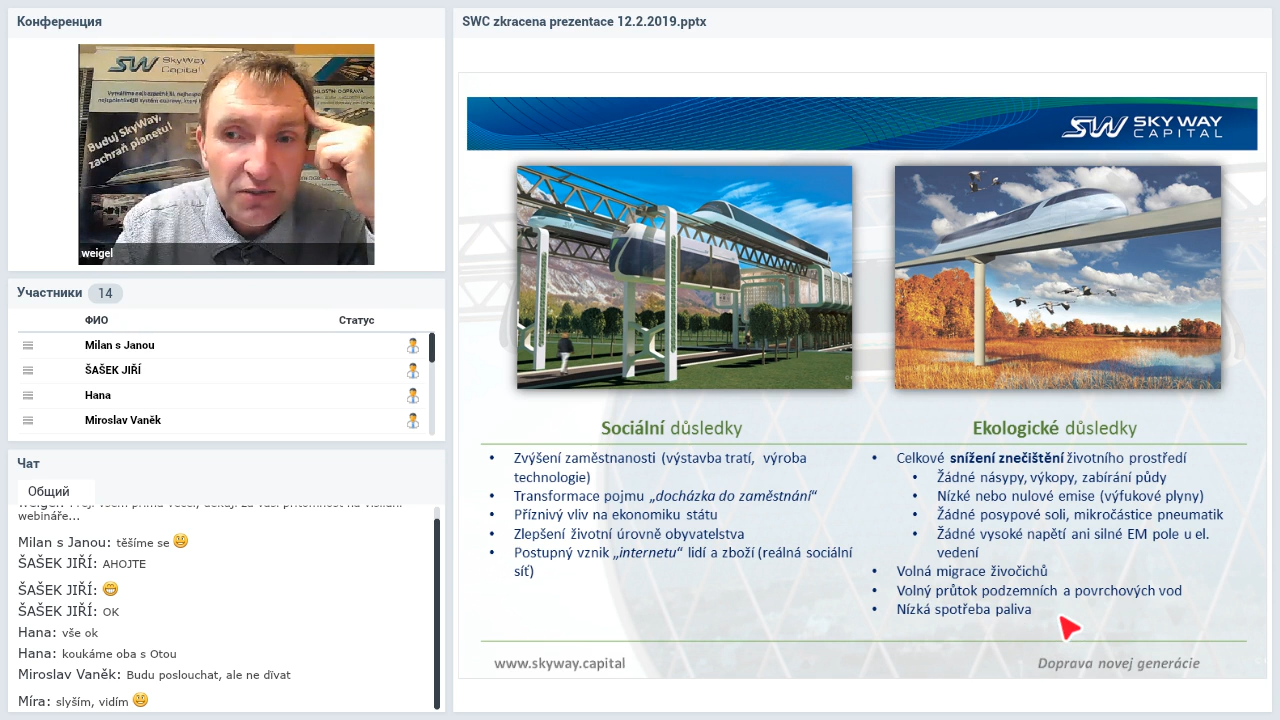 Конференция
SW SkyWay Capital
Buduj SkyWay,
zachraň planetu!
weigel
Участники 14
ФИО Статус
Milan s Janou
ŠAŠEK JIŘÍ
Hana
Miroslav Vaněk
Чат
Общий
webináře...
Milan s Janou: těšíme se
ŠAŠEK JIŘÍ: AHOJTE
ŠAŠEK JIŘÍ:
ŠAŠEK JIŘÍ: OK
Hana: vše ok
Hana: koukáme oba s Otou
Miroslav Vaněk: Budu poslouchat, ale ne dívat
Míra: slyším, vidím
SWC zkracena prezentace 12.2.2019.pptx
SW SKY WAY
CAPITAL
Sociální důsledky
• Zvýšení zaměstnanosti (výstavba tratí, výroba
technologie)
• Transformace pojmu „docházka do zaměstnání“
• Příznivý vliv na ekonomiku státu
• Zlepšení životní úrovně obyvatelstva
• Postupný vznik „internetu“ lidí a zboží (reálná sociální
síť)
Ekologické důsledky
• Celkové snížení znečištění životního prostředí
• Žádné náspy, výkopy, zabírání půdy
• Nízké nebo nulové emise (výfukové plyny)
• Žádné posypové soli, mikročástice pneumatik
• Žádné vysoké napětí ani silné EM pole u el.
vedení
• Volná migrace živočichů
• Volný průtok podzemních a povrchových vod
• Nízká spotřeba paliva
www.skyway.capital
Doprava novej generácie